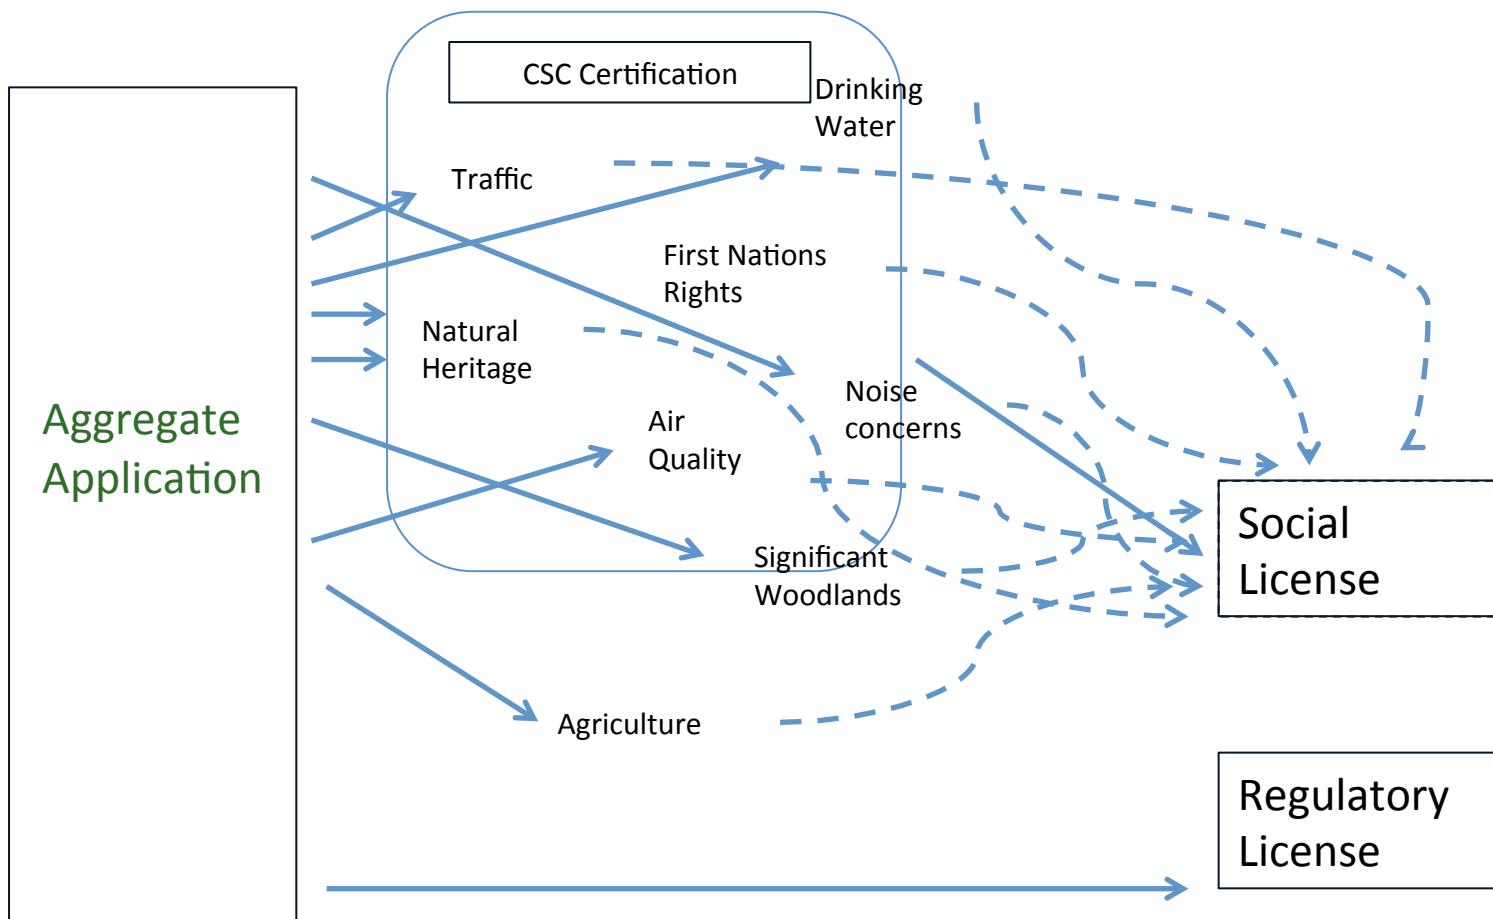 CSC Certification
Drinking
Water
Traffic
First Nations
Rights
Natural
Heritage
Noise
concerns
Air
Quality
Aggregate
Application
Significant
Woodlands
Social
License
Agriculture
Regulatory
License